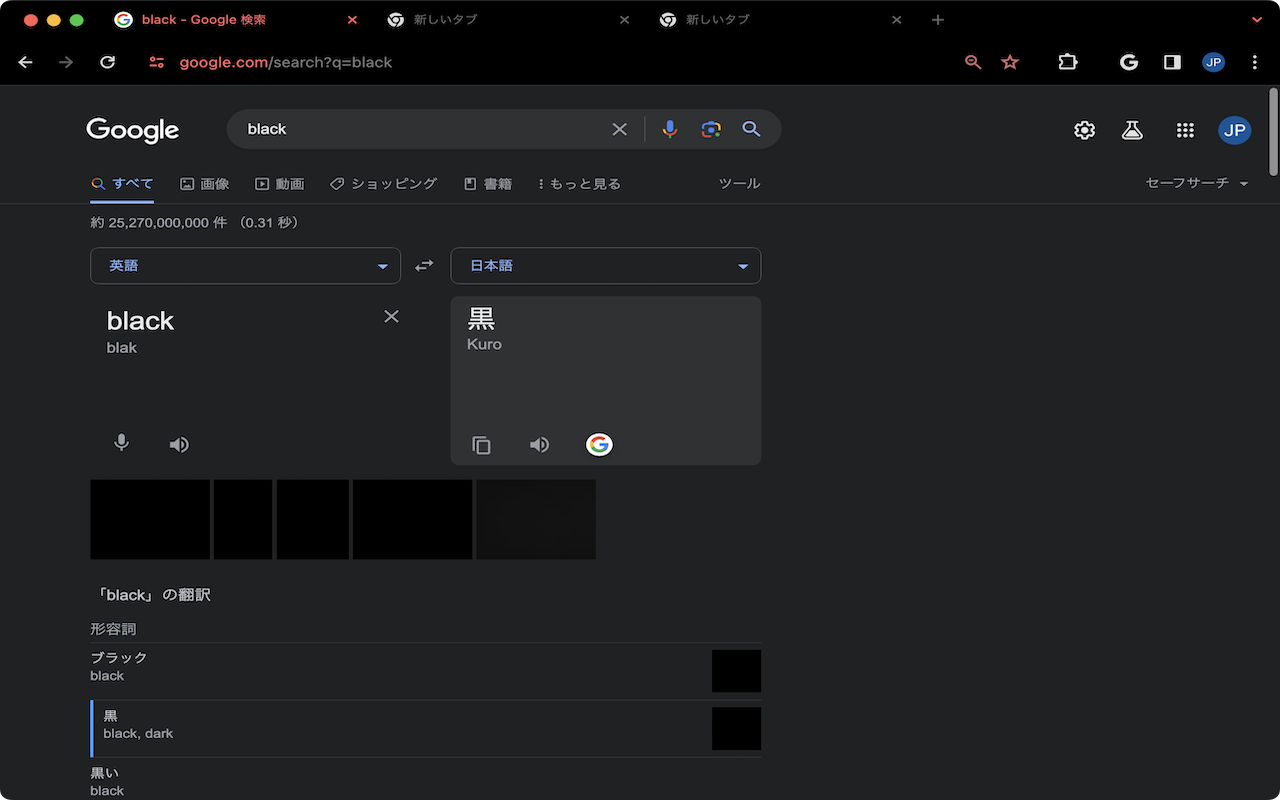 black - Google 検索
新しいタブ
新しいタブ
google.com/search?q=black
JP
Google
black
JP
すべて 画像 動画 ショッピング 書籍 もっと見る ツール セーフサーチ
約 25,270,000,000 件 （0.31 秒）
英語 日本語
black
blak
黒
Kuro
「black」の翻訳
形容詞
ブラック
black
黒
black, dark
黒い
black